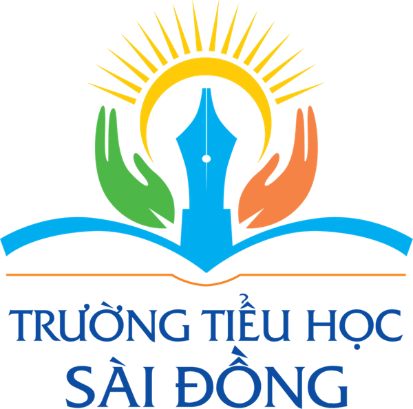 TRƯỜNG TIỂU HỌC
SÀI ĐỒNG